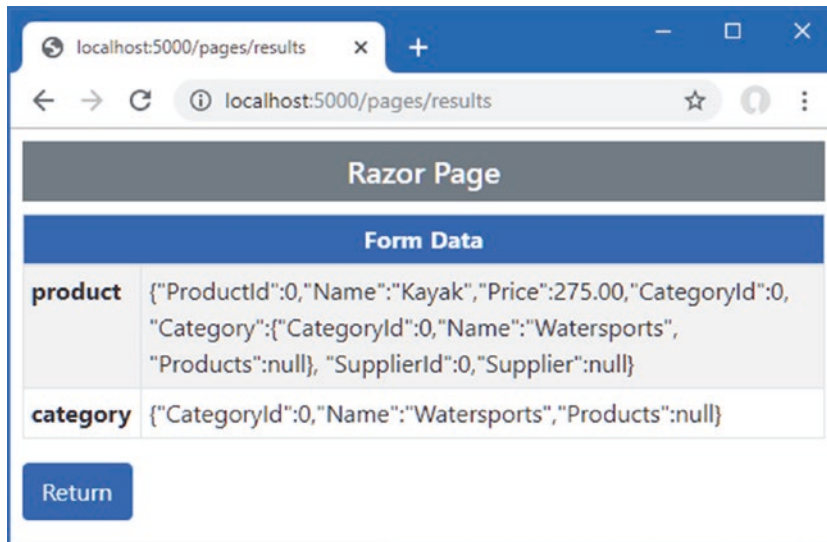 localhost:5000/pages/results
localhost:5000/pages/results
Razor Page
Form Data
product {"ProductId":0,"Name":"Kayak","Price":275.00,"CategoryId":0,
"Category":{"CategoryId":0,"Name":"Watersports",
"Products":null}, "SupplierId":0,"Supplier":null}
category {"CategoryId":0,"Name":"Watersports","Products":null}
Return